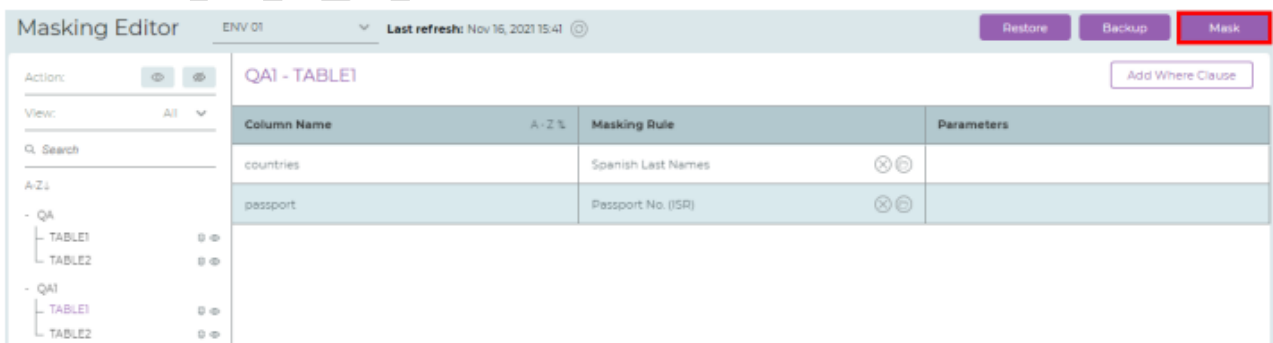 Masking Editor ENV 01 Last refresh: Nov 16, 2021 15:41 Restore Backup Mask
Action: QA1 - TABLE1 Add Where Clause
View: All
Column Name A-Z Masking Rule Parameters
Search
countries Spanish Last Names
A-Z
passport Passport No. (ISR)
- QA
TABLE1
TABLE2
- QA1
TABLE1
TABLE2